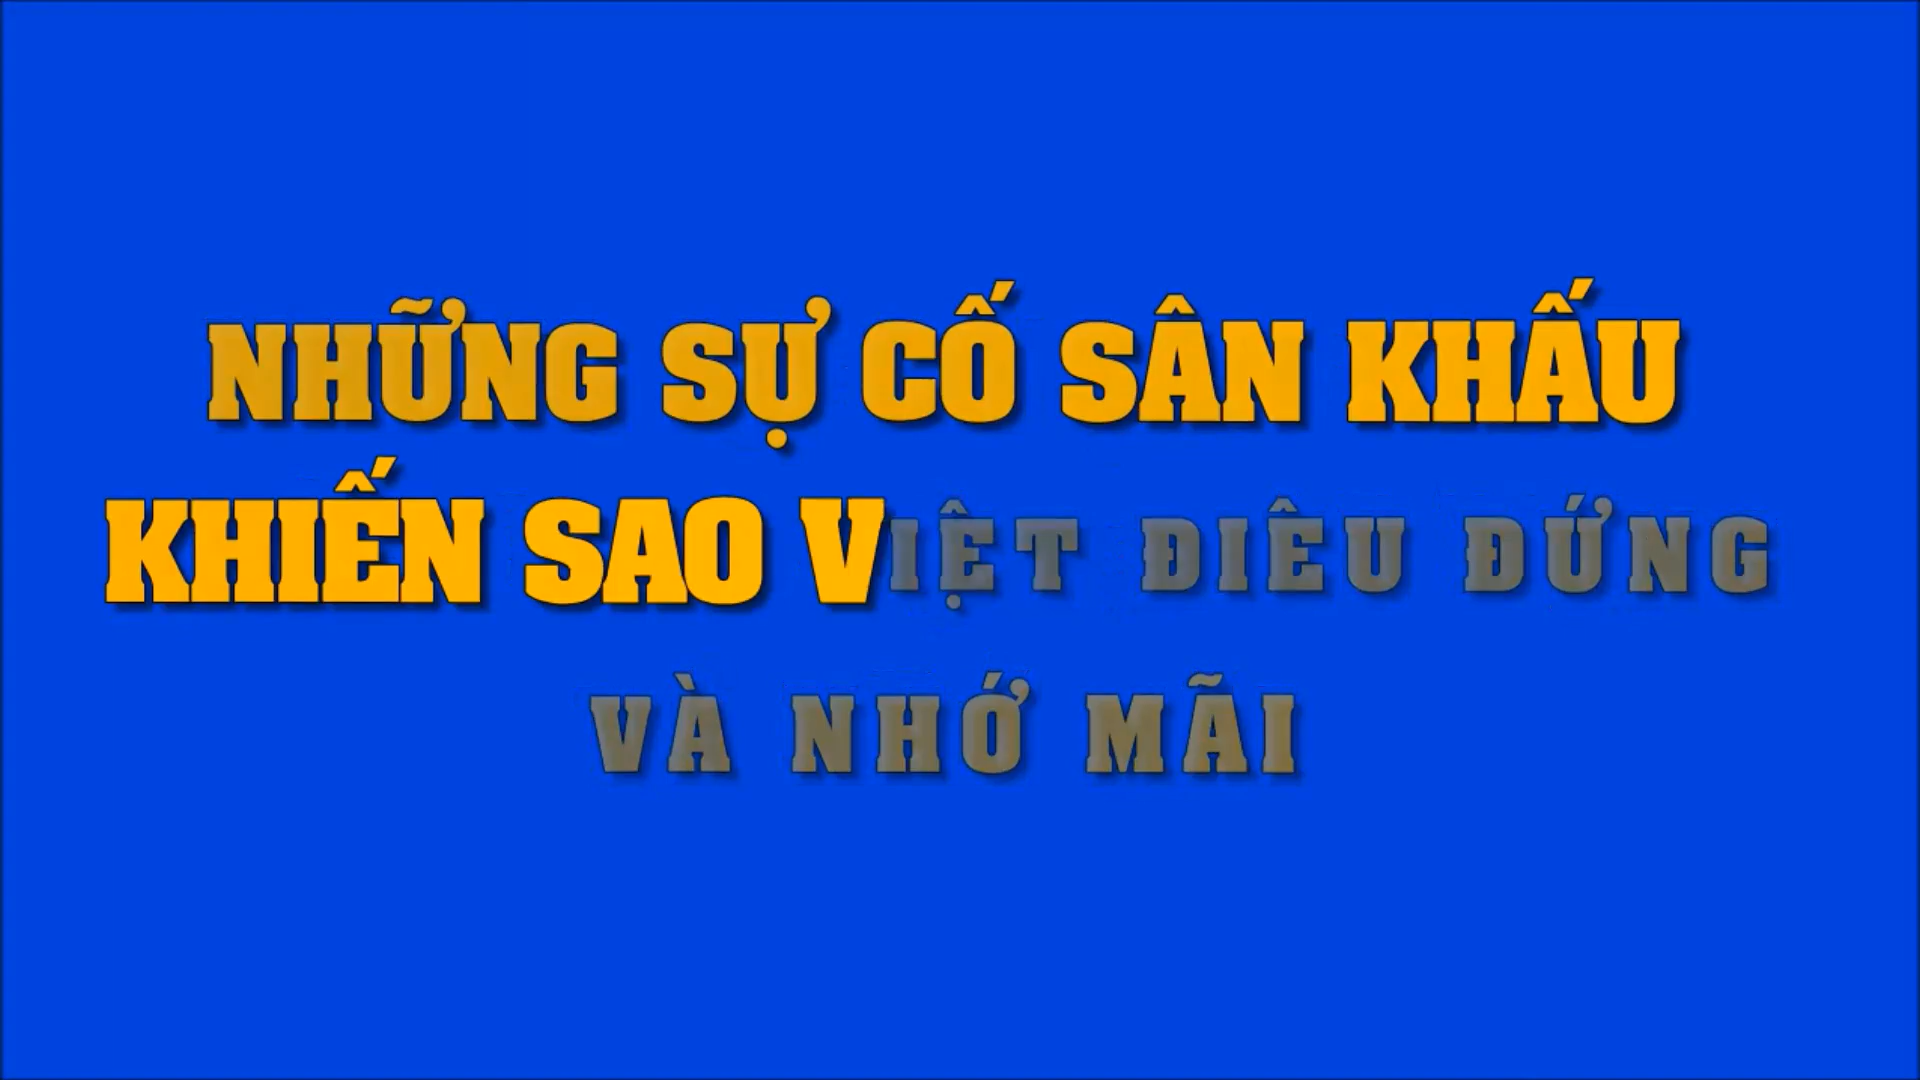 NHỮNG SỰ CỐ SÂN KHẤU
KHIẾN SAO VIỆT ĐIÊU ĐỨNG
VÀ NHỚ MÃI